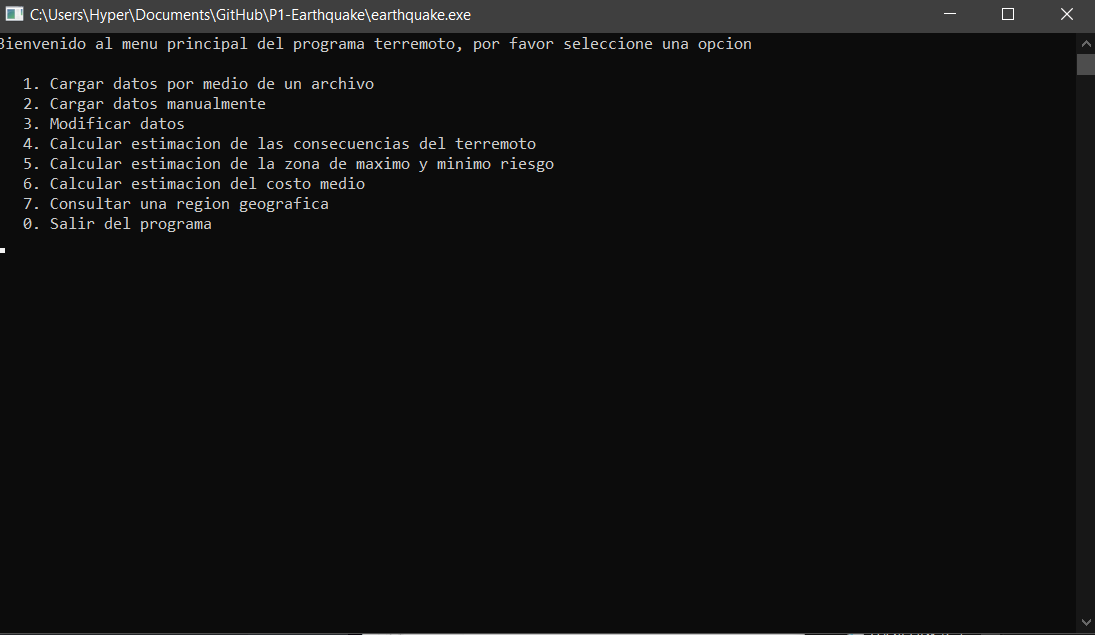 C:\Users\Hyper\Documents\GitHub\P1-Earthquake\earthquake.exe
Bienvenido al menu principal del programa terremoto, por favor seleccione una opcion
1. Cargar datos por medio de un archivo
2. Cargar datos manualmente
3. Modificar datos
4. Calcular estimacion de las consecuencias del terremoto
5. Calcular estimacion de la zona de maximo y minimo riesgo
6. Calcular estimacion del costo medio
7. Consultar una region geografica
0. Salir del programa